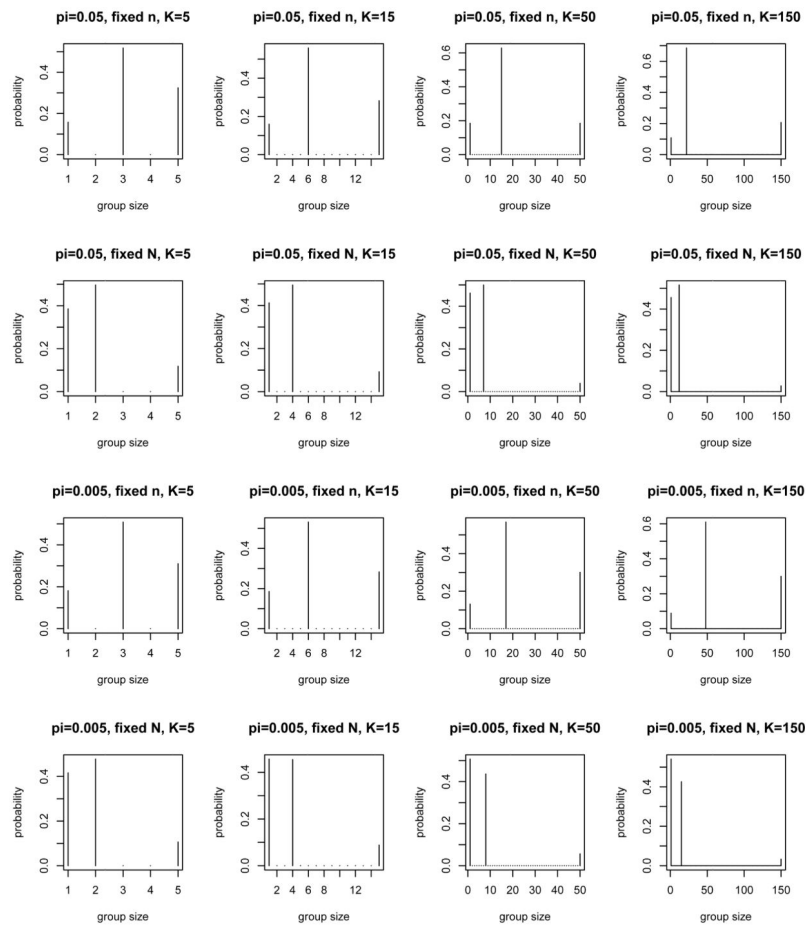 pi=0.05, fixed n, K=5
probability
0.0 0.2 0.4
1 2 3 4 5
group size
pi=0.05, fixed n, K=15
probability
0.0 0.2 0.4
2 4 6 8 12
group size
pi=0.05, fixed n, K=50
probability
0.0 0.2 0.4 0.6
0 10 20 30 40 50
group size
pi=0.05, fixed n, K=150
probability
0.0 0.2 0.4 0.6
0 50 100 150
group size
pi=0.05, fixed N, K=5
probability
0.0 0.2 0.4
1 2 3 4 5
group size
pi=0.05, fixed N, K=15
probability
0.0 0.2 0.4
2 4 6 8 12
group size
pi=0.05, fixed N, K=50
probability
0.0 0.2 0.4
0 10 20 30 40 50
group size
pi=0.05, fixed N, K=150
probability
0.0 0.2 0.4
0 50 100 150
group size
pi=0.005, fixed n, K=5
probability
0.0 0.2 0.4
1 2 3 4 5
group size
pi=0.005, fixed n, K=15
probability
0.0 0.2 0.4
2 4 6 8 12
group size
pi=0.005, fixed n, K=50
probability
0.0 0.2 0.4
0 10 20 30 40 50
group size
pi=0.005, fixed n, K=150
probability
0.0 0.2 0.4 0.6
0 50 100 150
group size
pi=0.005, fixed N, K=5
probability
0.0 0.2 0.4
1 2 3 4 5
group size
pi=0.005, fixed N, K=15
probability
0.0 0.2 0.4
2 4 6 8 12
group size
pi=0.005, fixed N, K=50
probability
0.0 0.2 0.4
0 10 20 30 40 50
group size
pi=0.005, fixed N, K=150
probability
0.0 0.2 0.4
0 50 100 150
group size